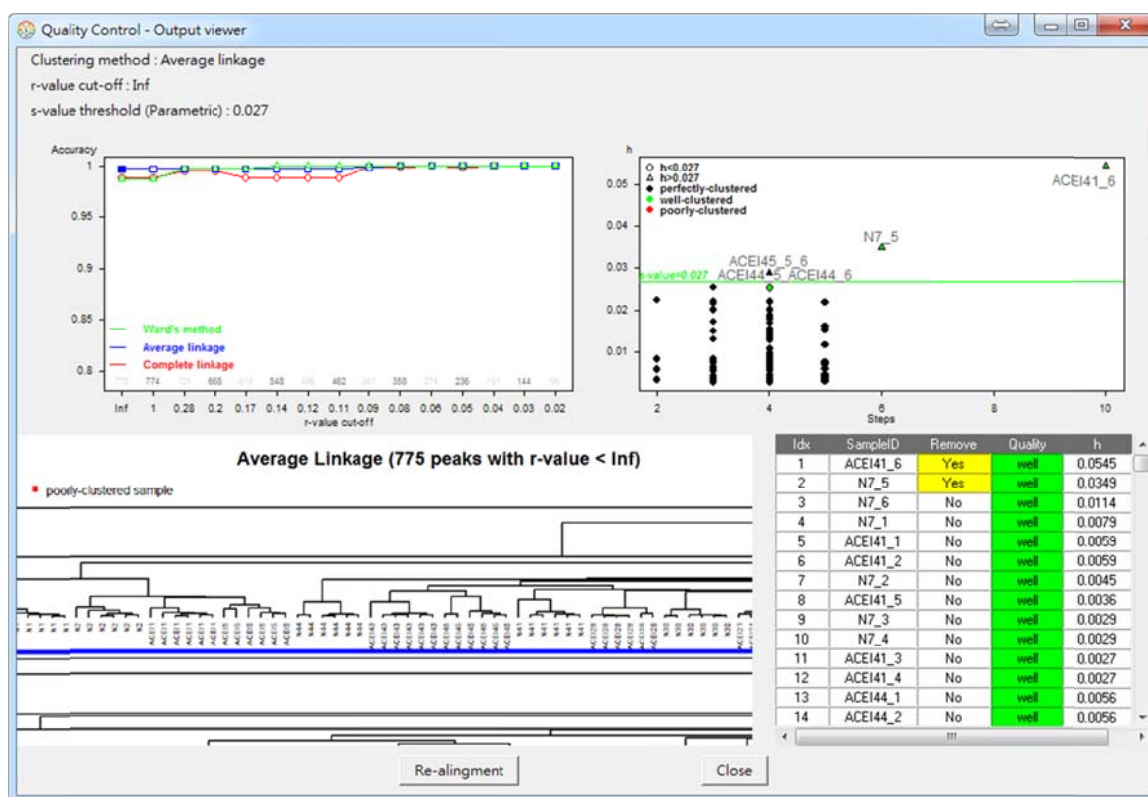 Quality Control - Output viewer
Clustering method : Average linkage
r-value cut-off : Inf
s-value threshold (Parametric) : 0.027
Accuracy
1
0.95
0.9
0.85
0.8
Ward's method
Average linkage
Complete linkage
774 668 548 462 358 236 144
Inf 1 0.28 0.2 0.17 0.14 0.12 0.11 0.09 0.08 0.06 0.05 0.04 0.03 0.02
r-value cut-off
h
h<0.027
h>0.027
perfectly-clustered
well-clustered
poorly-clustered
0.05
0.04
0.03
0.02
0.01
ACEI41_6
N7_5
ACEI45_5_6
ACEI44_5_ACEI44_6
s-value=0.027
2 4 6 8 10
Steps
Average Linkage (775 peaks with r-value < Inf)
poorly-clustered sample
Idx SampleID Remove Quality h
1 ACEI41_6 Yes well 0.0545
2 N7_5 Yes well 0.0349
3 N7_6 No well 0.0114
4 N7_1 No well 0.0079
5 ACEI41_1 No well 0.0059
6 ACEI41_2 No well 0.0059
7 N7_2 No well 0.0045
8 ACEI41_5 No well 0.0036
9 N7_3 No well 0.0029
10 N7_4 No well 0.0029
11 ACEI41_3 No well 0.0027
12 ACEI41_4 No well 0.0027
13 ACEI44_1 No well 0.0056
14 ACEI44_2 No well 0.0056
Re-alingment
Close